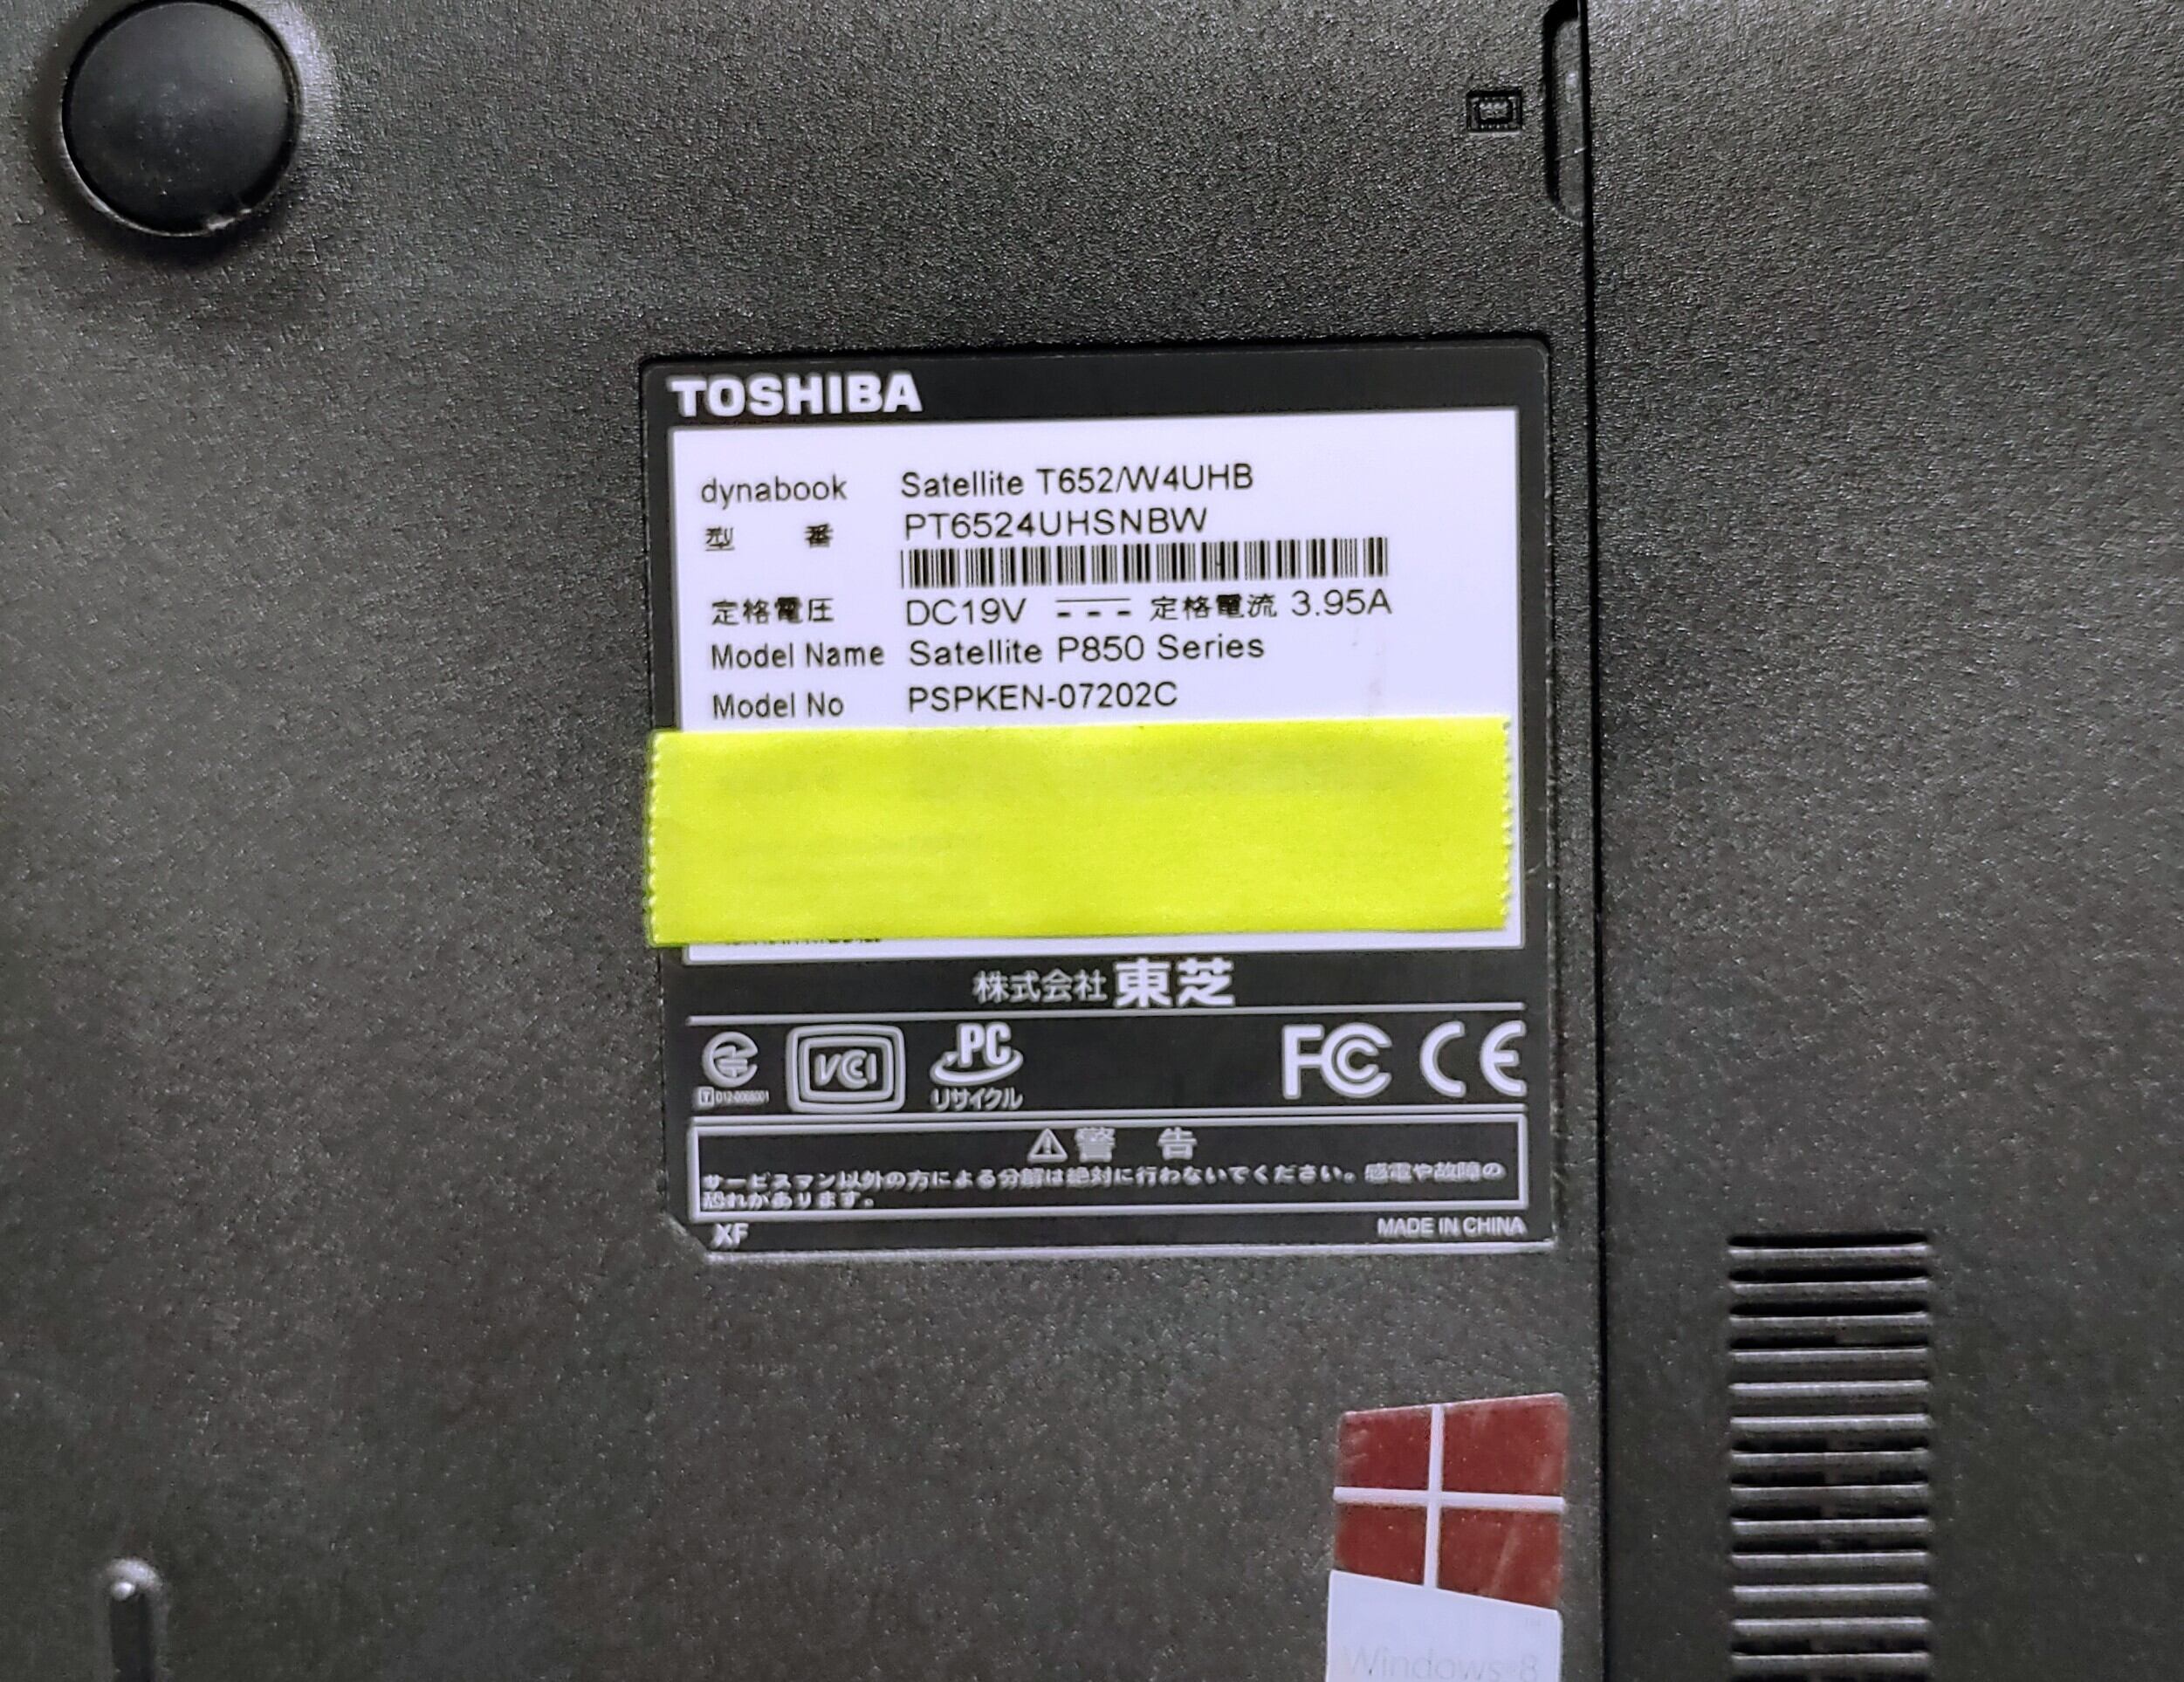 TOSHIBA
dynabook Satellite T652/W4UHB
型 番 PT6524UHSNBW
定格電圧 DC19V 定格電流 3.95A
Model Name Satellite P850 Series
Model No PSPKEN-07202C
株式会社 東芝
VCI PC FC CE
リサイクル
警 告
サービスマン以外の方による分解は絶対に行わないでください。感電や故障の
恐れがあります。
XF MADE IN CHINA
Windows 8